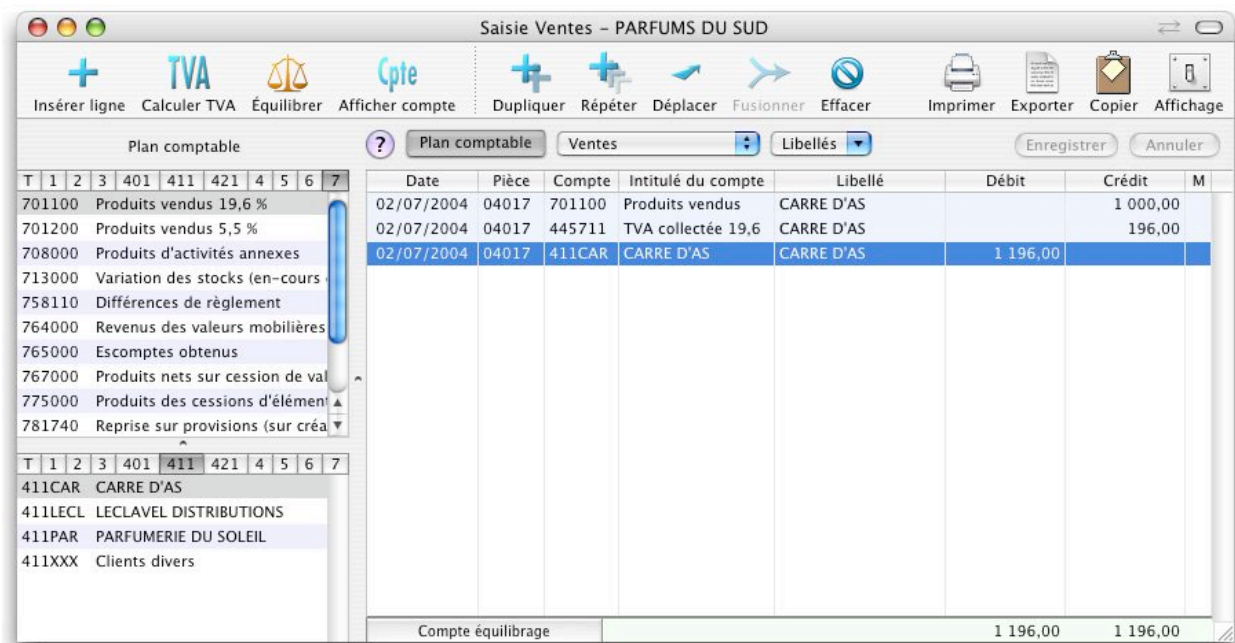 Saisie Ventes – PARFUMS DU SUD
TVA Cpte
Insérer ligne Calculer TVA Équilibrer Afficher compte Dupliquer Répéter Déplacer Fusionner Effacer Imprimer Exporter Copier Affichage
Plan comptable ? Plan comptable Ventes Libellés Enregistrer Annuler
T 1 2 3 401 411 421 4 5 6 7
701100 Produits vendus 19,6 %
701200 Produits vendus 5,5 %
708000 Produits d'activités annexes
713000 Variation des stocks (en-cours
758110 Différences de règlement
764000 Revenus des valeurs mobilières
765000 Escomptes obtenus
767000 Produits nets sur cession de val
775000 Produits des cessions d'élément
781740 Reprise sur provisions (sur créa
T 1 2 3 401 411 421 4 5 6 7
411CAR CARRE D'AS
411LECL LECLAVEL DISTRIBUTIONS
411PAR PARFUMERIE DU SOLEIL
411XXX Clients divers
Date Pièce Compte Intitulé du compte Libellé Débit Crédit M
02/07/2004 04017 701100 Produits vendus CARRE D'AS 1 000,00
02/07/2004 04017 445711 TVA collectée 19,6 CARRE D'AS 196,00
02/07/2004 04017 411CAR CARRE D'AS CARRE D'AS 1 196,00
Compte équilibrage 1 196,00 1 196,00